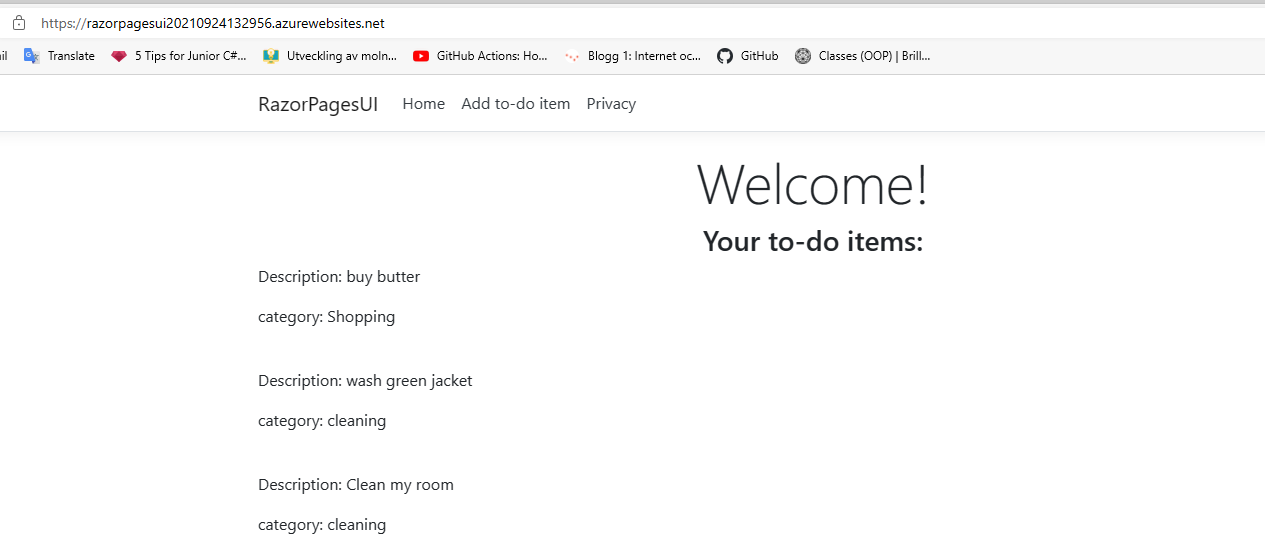 https://razorpagesui20210924132956.azurewebsites.net
il Translate 5 Tips for Junior C#... Utveckling av moln... GitHub Actions: Ho... Blogg 1: Internet oc... GitHub Classes (OOP) | Brill...
RazorPagesUI Home Add to-do item Privacy
Welcome!
Your to-do items:
Description: buy butter
category: Shopping
Description: wash green jacket
category: cleaning
Description: Clean my room
category: cleaning